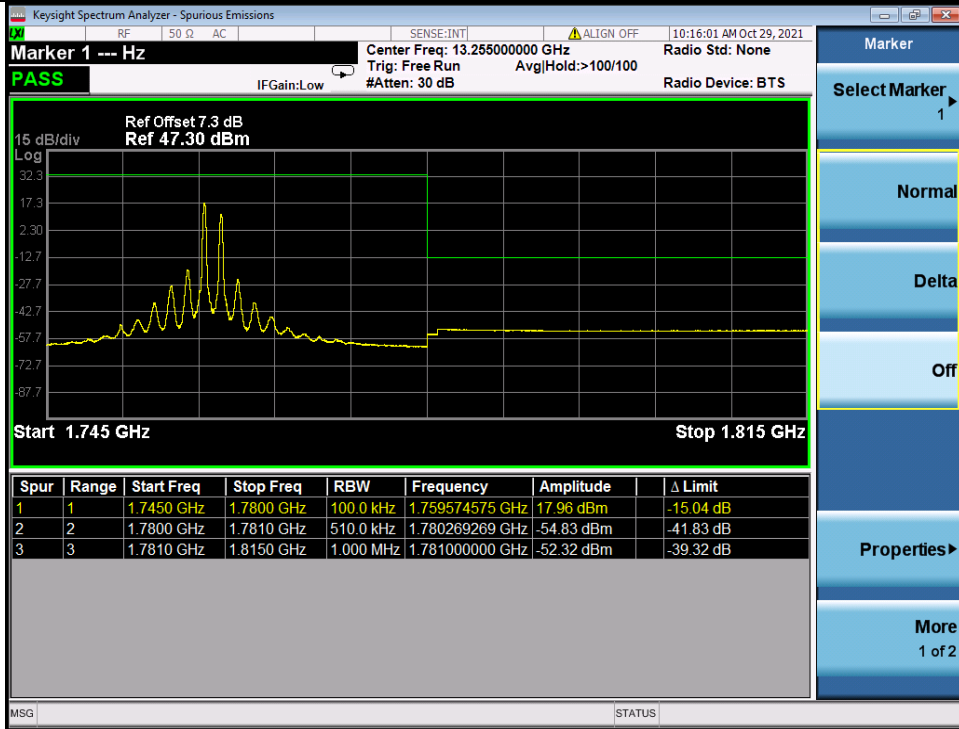 Keysight Spectrum Analyzer - Spurious Emissions
LXI RF 50 Ω AC SENSE:INT ALIGN OFF 10:16:01 AM Oct 29, 2021
Marker 1 --- Hz
Center Freq: 13.255000000 GHz
Radio Std: None
Trig: Free Run Avg|Hold:>100/100
PASS
IFGain:Low
#Atten: 30 dB
Radio Device: BTS
Ref Offset 7.3 dB
15 dB/div Ref 47.30 dBm
Log
32.3
17.3
2.30
-12.7
-27.7
-42.7
-57.7
-72.7
-87.7
Start 1.745 GHz Stop 1.815 GHz
Spur Range Start Freq Stop Freq RBW Frequency Amplitude Δ Limit
1 1 1.7450 GHz 1.7800 GHz 100.0 kHz 1.759574575 GHz 17.96 dBm -15.04 dB
2 2 1.7800 GHz 1.7810 GHz 510.0 kHz 1.780269269 GHz -54.83 dBm -41.83 dB
3 3 1.7810 GHz 1.8150 GHz 1.000 MHz 1.781000000 GHz -52.32 dBm -39.32 dB
MSG STATUS
Marker
Select Marker
1
Normal
Delta
Off
Properties
More
1 of 2